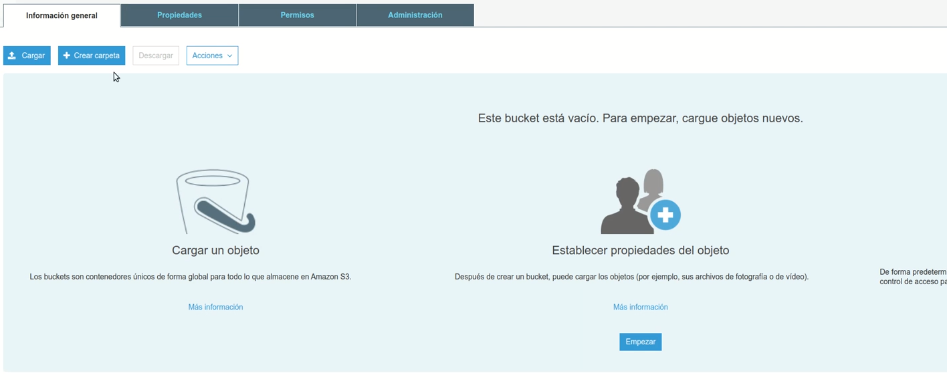 Información general Propiedades Permisos Administración
Cargar Crear carpeta Descargar Acciones
Este bucket está vacío. Para empezar, cargue objetos nuevos.
Cargar un objeto
Los buckets son contenedores únicos de forma global para todo lo que almacene en Amazon S3.
Más información
Establecer propiedades del objeto
Después de crear un bucket, puede cargar los objetos (por ejemplo, sus archivos de fotografía o de vídeo).
Más información
Empezar
De forma predeterm
control de acceso pa